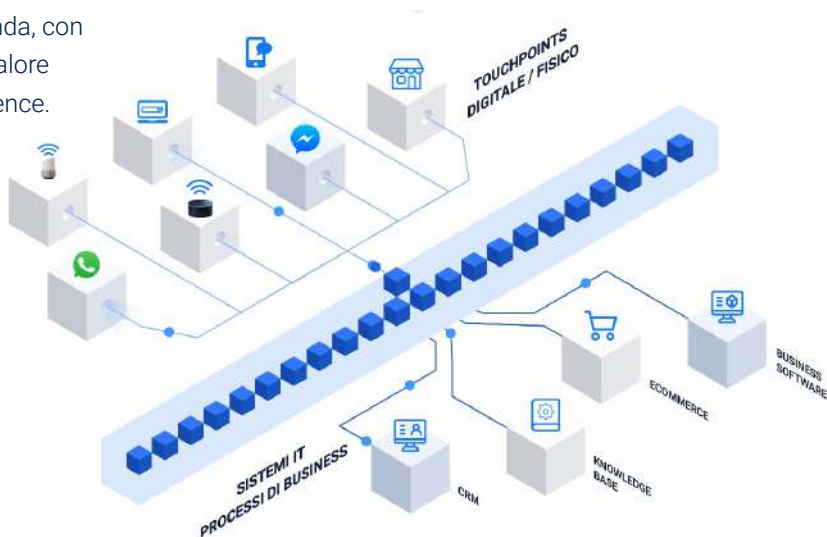 nda, con
alore
ence.
TOUCHPOINTS
DIGITALE / FISICO
BUSINESS
SOFTWARE
ECOMMERCE
KNOWLEDGE
BASE
CRM
SISTEMI IT
PROCESSI DI BUSINESS